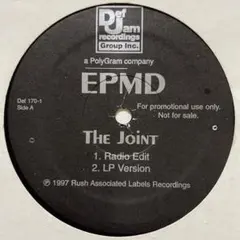 Def
Jam
recordings
Group Inc.
a PolyGram company
EPMD
Def 170-1
Side A
For promotional use only.
Not for sale.
The Joint
1. Radio Edit
2. LP Version
℗ 1997 Rush Associated Labels Recordings